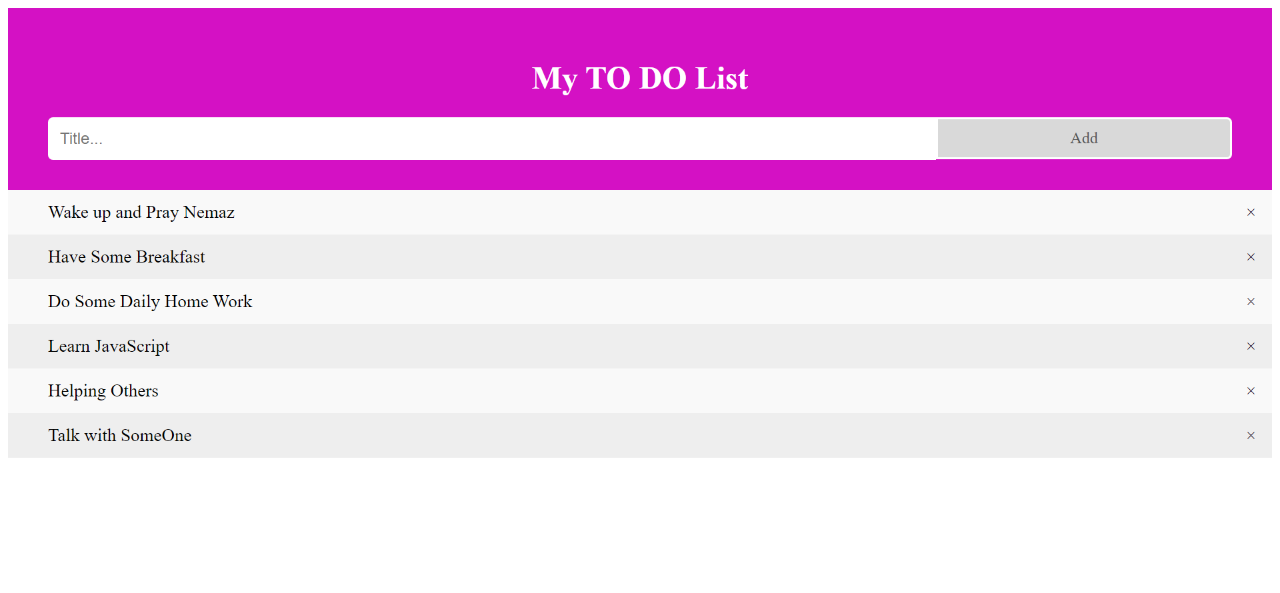 My TO DO List
Title... Add
Wake up and Pray Nemaz ×
Have Some Breakfast ×
Do Some Daily Home Work ×
Learn JavaScript ×
Helping Others ×
Talk with SomeOne ×